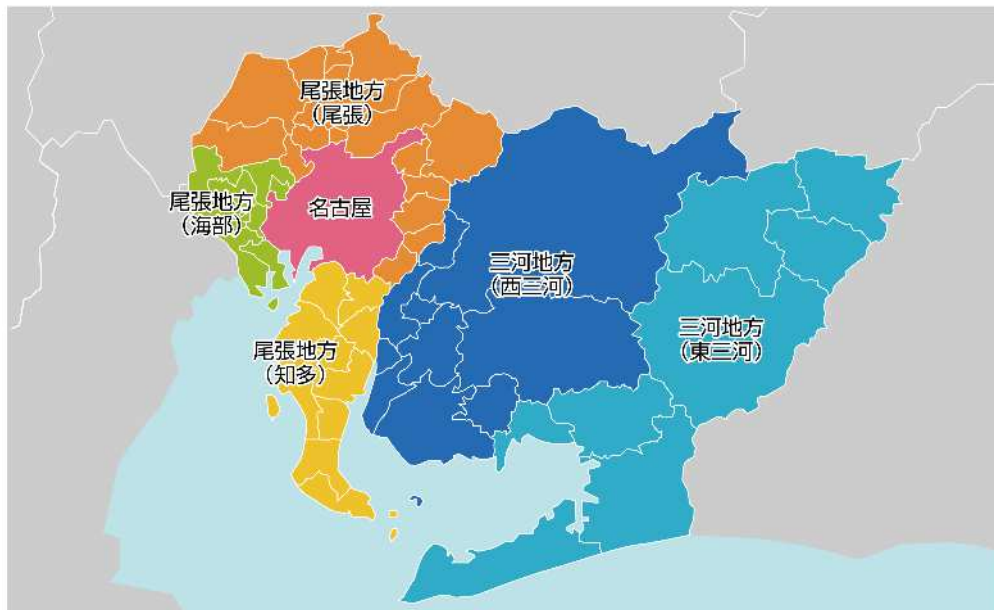 尾張地方
（尾張）
尾張地方
（海部）
名古屋
三河地方
（西三河）
三河地方
（東三河）
尾張地方
（知多）